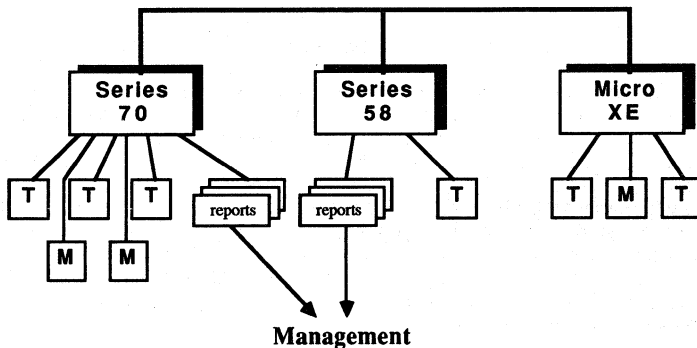 Series
70
Series
58
Micro
XE
T
T
T
reports
reports
T
T
M
T
M
M
Management